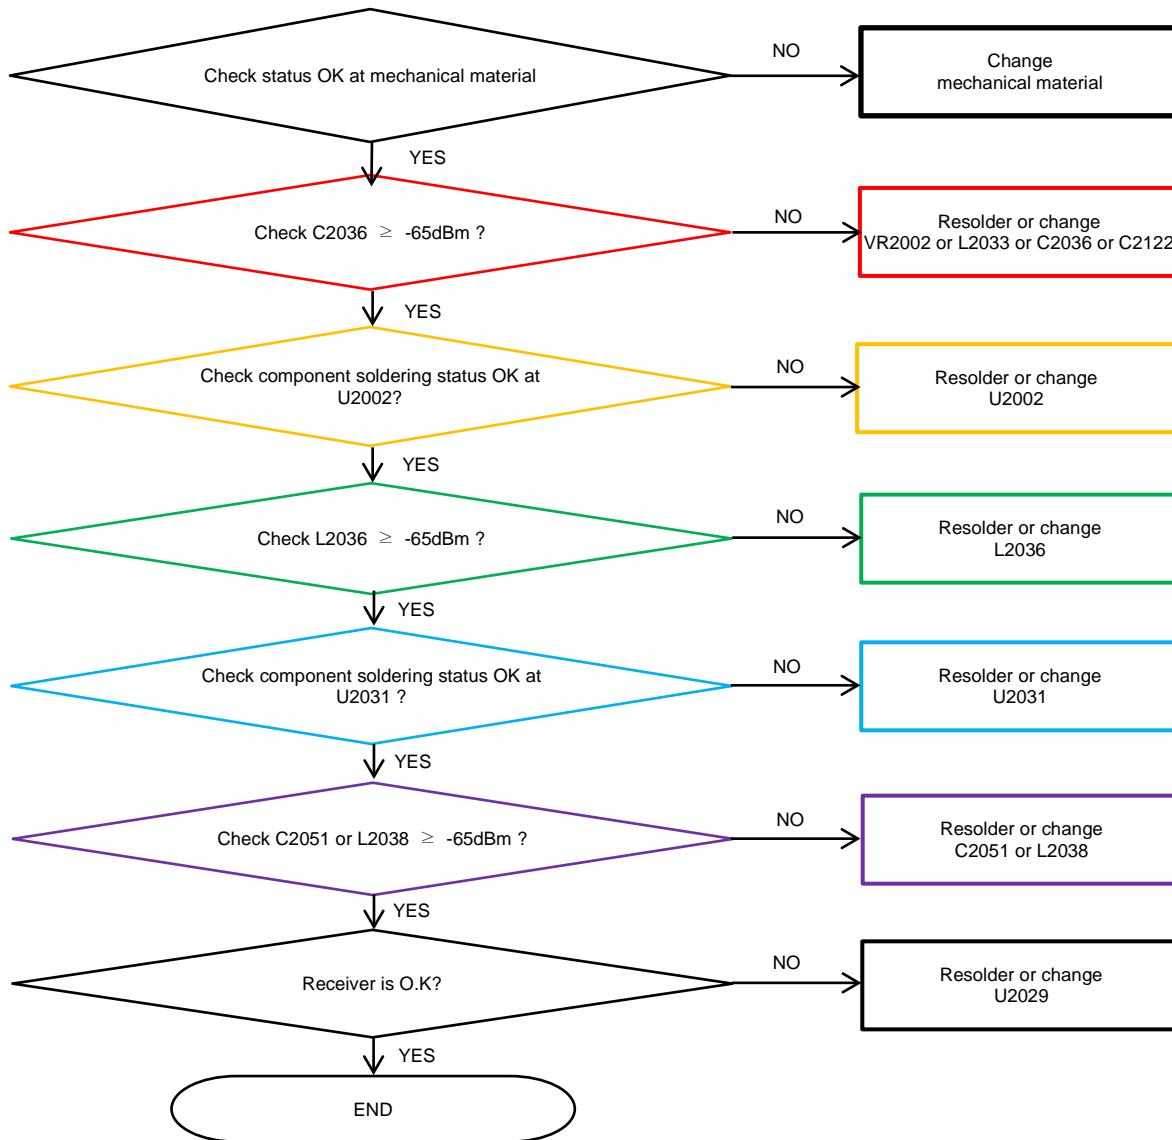 Check status OK at mechanical material
NO
Change
mechanical material
YES
Check C2036 ≥ -65dBm ?
NO
Resolder or change
VR2002 or L2033 or C2036 or C2122
YES
Check component soldering status OK at
U2002?
NO
Resolder or change
U2002
YES
Check L2036 ≥ -65dBm ?
NO
Resolder or change
L2036
YES
Check component soldering status OK at
U2031 ?
NO
Resolder or change
U2031
YES
Check C2051 or L2038 ≥ -65dBm ?
NO
Resolder or change
C2051 or L2038
YES
Receiver is O.K?
NO
Resolder or change
U2029
YES
END